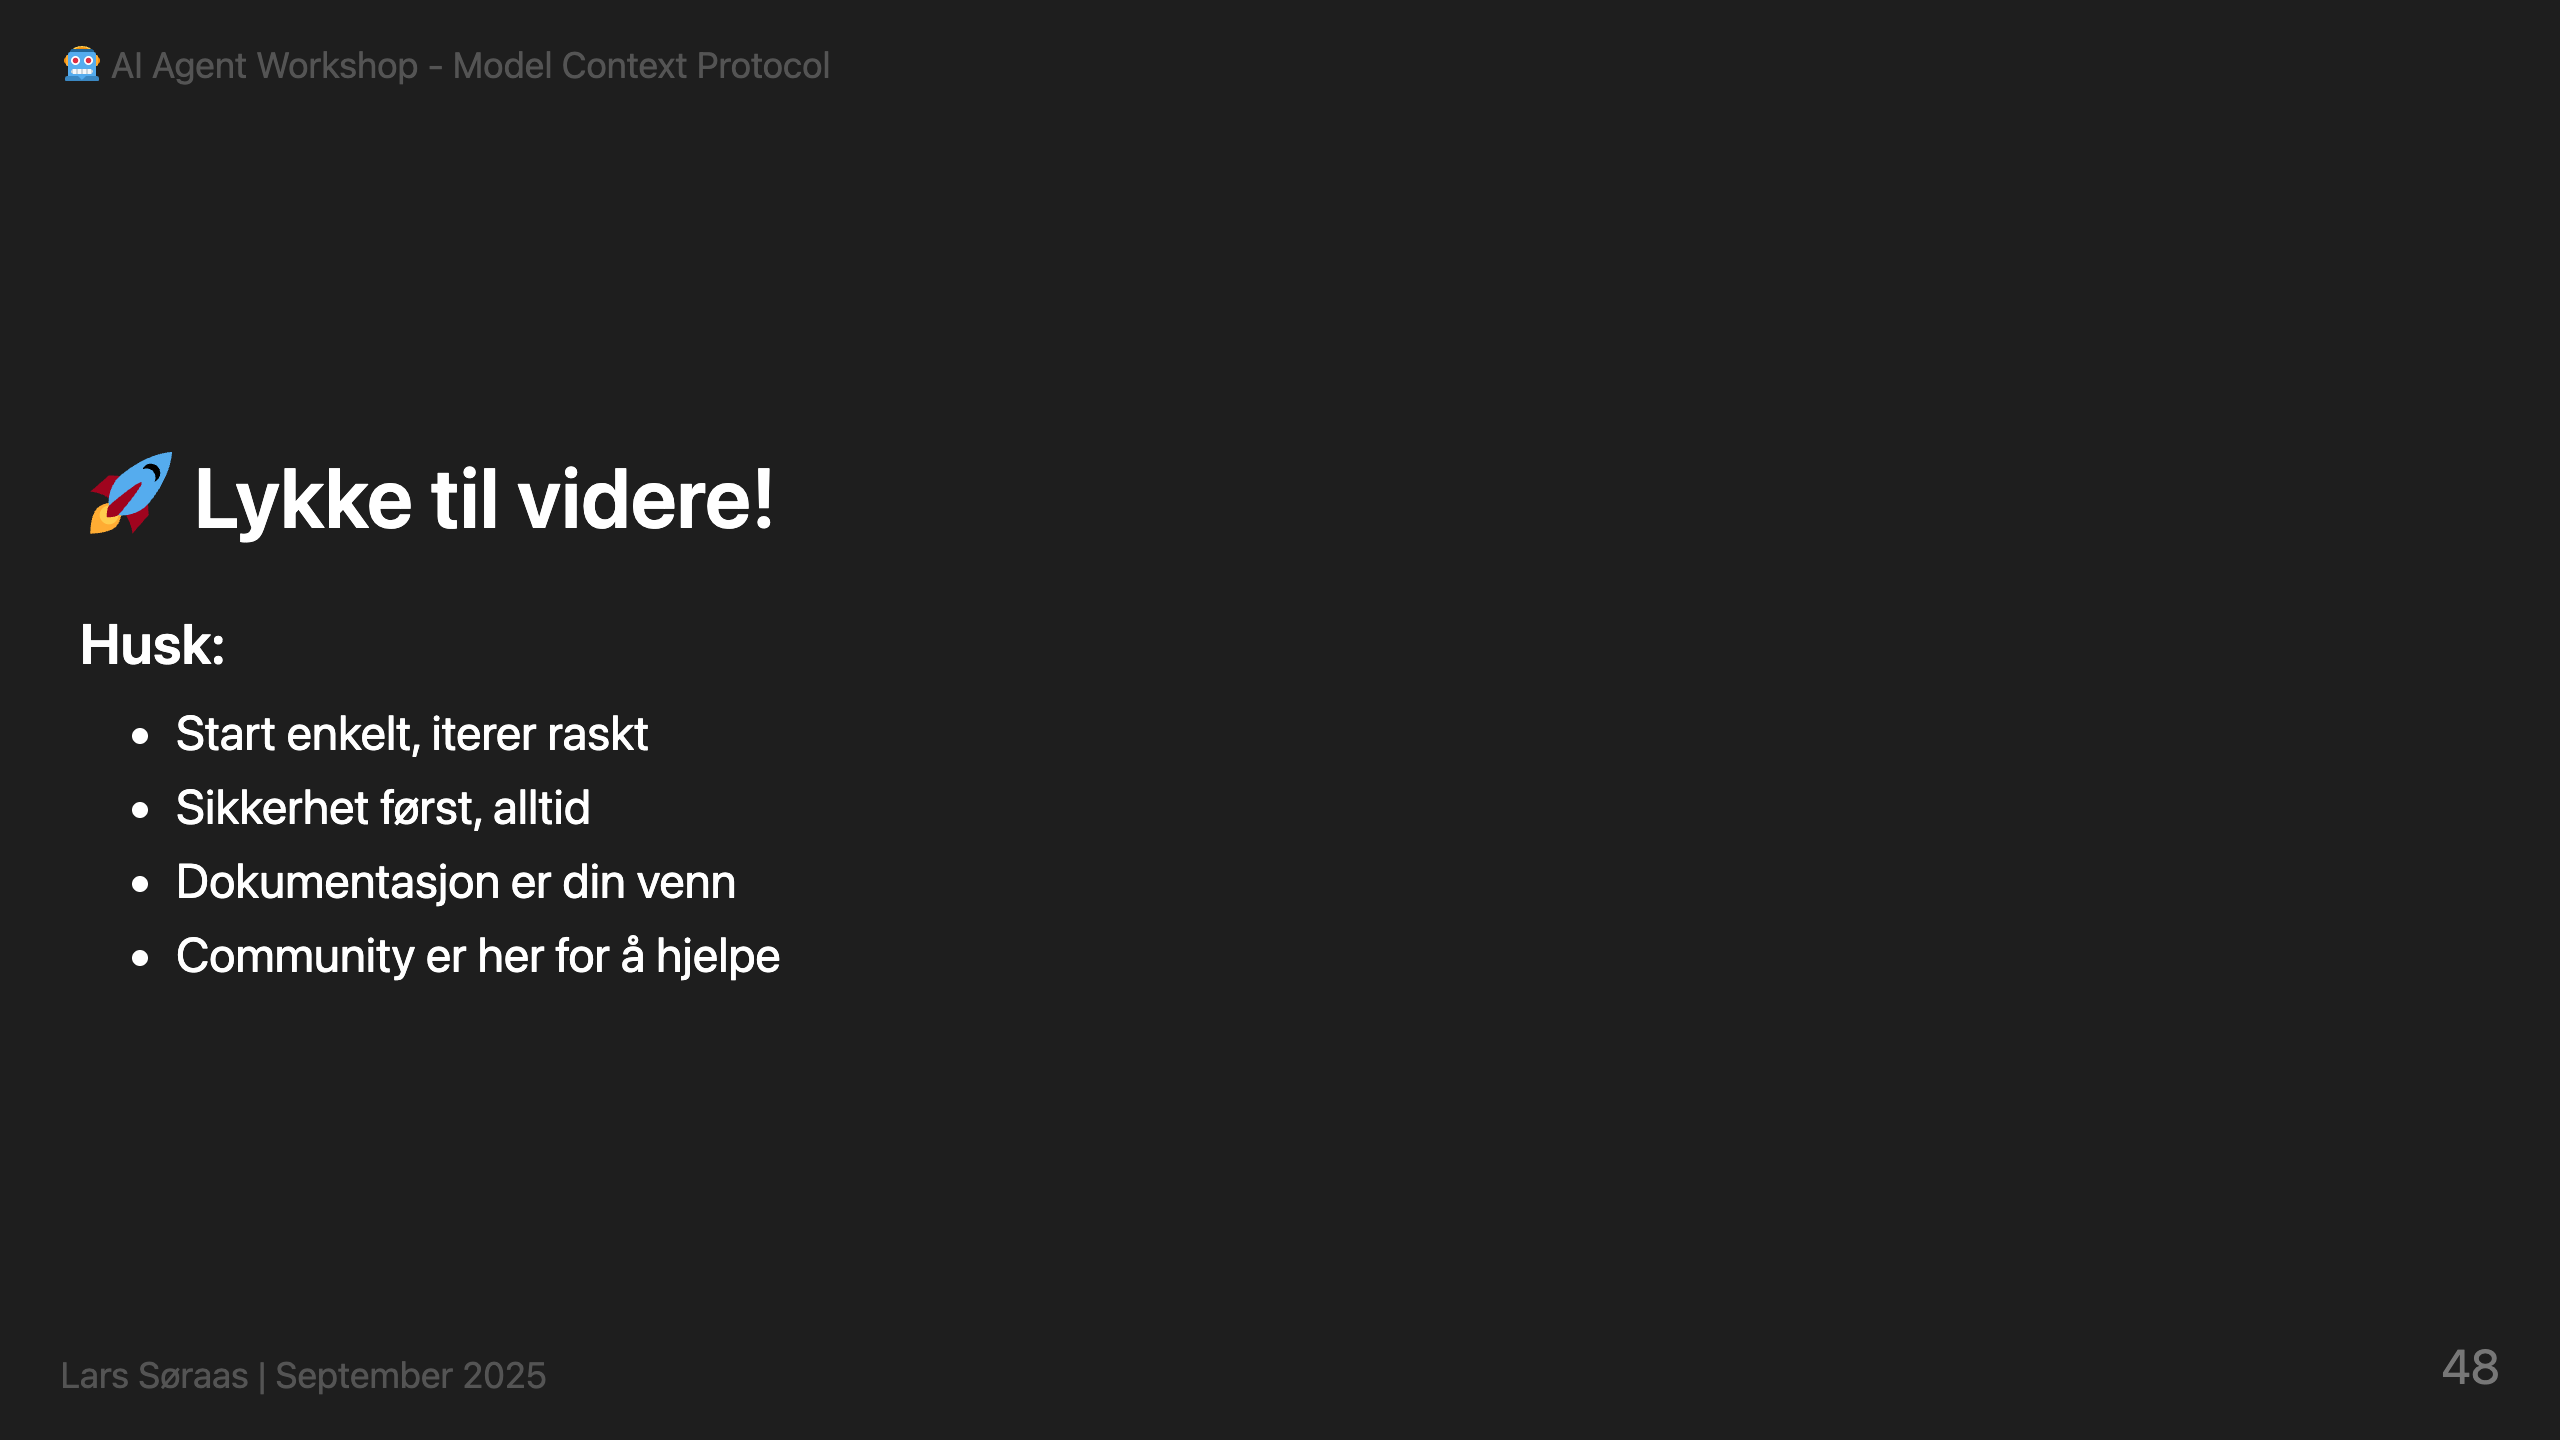 🤖 AI Agent Workshop - Model Context Protocol
🚀 Lykke til videre!
Husk:
• Start enkelt, iterer raskt
• Sikkerhet først, alltid
• Dokumentasjon er din venn
• Community er her for å hjelpe
Lars Søraas | September 2025
48